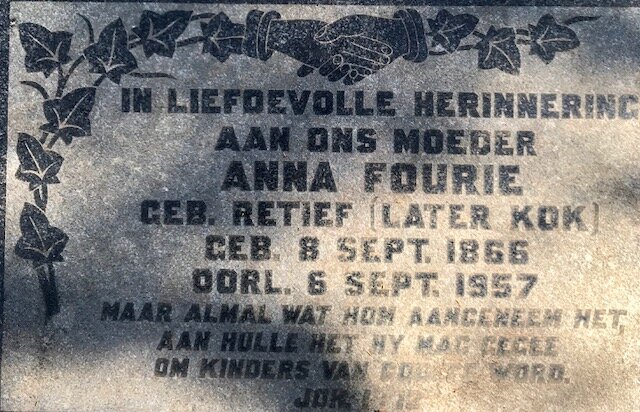 IN LIEFDEVOLLE HERINNERING
AAN ONS MOEDER
ANNA FOURIE
GEB. RETIEF (LATER KOK)
GEB. 8 SEPT. 1866
OORL. 6 SEPT. 1957
MAAR ALMAL WAT HOM AANGENEEM HET,
AAN HULLE HET HY MAG GEGEE
OM KINDERS VAN GOD TE WORD.
JOH. 1: 12